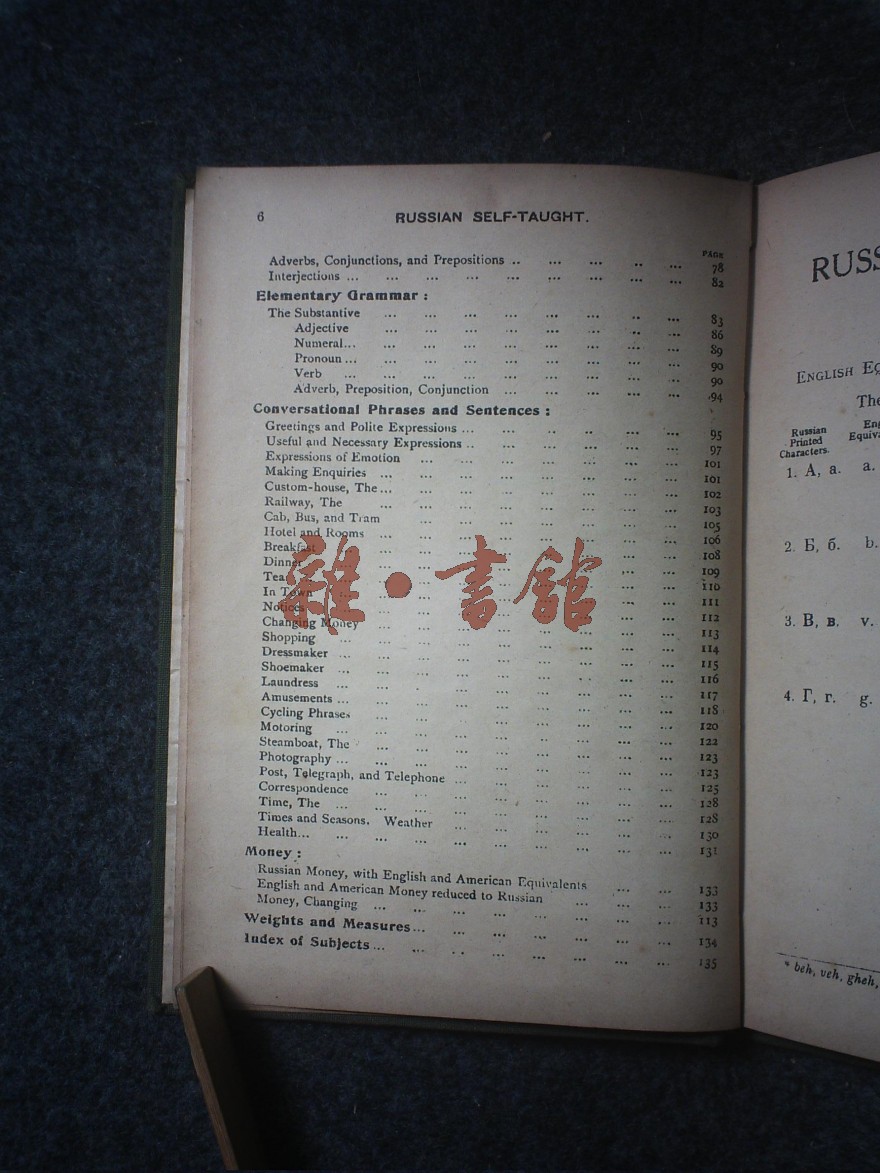 6 RUSSIAN SELF-TAUGHT.
PAGE
Adverbs, Conjunctions, and Prepositions .. ... ... .. ... 78
Interjections ... ... ... ... ... ... ... ... ... 82
Elementary Grammar :
The Substantive ... ... ... ... ... .. ... 83
Adjective ... ... ... ... ... .. ... 86
Numeral... ... ... ... ... ... ... ... 89
Pronoun ... ... ... ... ... ... ... ... 90
Verb ... ... ... ... ... ... ... ... 90
Adverb, Preposition, Conjunction ... ... ... ... ... 94
Conversational Phrases and Sentences :
Greetings and Polite Expressions ... ... ... .. ... 95
Useful and Necessary Expressions .. ... ... ... ... 97
Expressions of Emotion ... ... ... ... ... ... 101
Making Enquiries ... ... ... ... ... ... ... 101
Custom-house, The ... ... ... ... ... ... ... 102
Railway, The ... ... ... ... ... ... ... 103
Cab, Bus, and Tram ... ... ... ... ... ... 105
Hotel and Rooms ... ... ... ... ... ... ... 106
Breakfast ... ... ... ... ... ... ... 108
Dinner ... ... ... ... ... ... ... 109
Tea ... ... ... ... ... ... ... 110
In Town ... ... ... ... ... ... ... 111
Notices ... ... ... ... ... ... ... 112
Changing Money ... ... ... ... ... ... 113
Shopping ... ... ... ... ... ... ... 114
Dressmaker ... ... ... ... ... ... ... ... 115
Shoemaker ... ... ... ... ... ... ... ... 116
Laundress ... ... ... ... ... ... ... ... 117
Amusements ... ... ... ... ... ... ... ... 118
Cycling Phrases ... ... ... ... ... ... ... 120
Motoring ... ... ... ... ... ... ... ... 122
Steamboat, The ... ... ... ... ... ... ... 123
Photography ... ... ... ... ... ... ... ... 123
Post, Telegraph, and Telephone ... ... ... ... ... 125
Correspondence ... ... ... ... ... ... ... 128
Time, The ... ... ... ... ... ... ... ... 128
Times and Seasons, Weather ... ... ... ... ... 130
Health... ... ... ... ... ... ... ... ... 131
Money :
Russian Money, with English and American Equivalents ... ... 133
English and American Money reduced to Russian ... ... ... 133
Money, Changing ... ... ... ... ... ... ... ... 113
Weights and Measures... ... ... ... ... ... ... 134
Index of Subjects ... ... .. ... ... ... ... 135
雜·書舘
RUSS
ENGLISH EQ
The
Russian
Printed
Characters.
Eng
Equiva
1. А, а. a.
2. Б, б. b.
3. В, в. v.
4. Г, г. g.
* beh, veh, gheh,